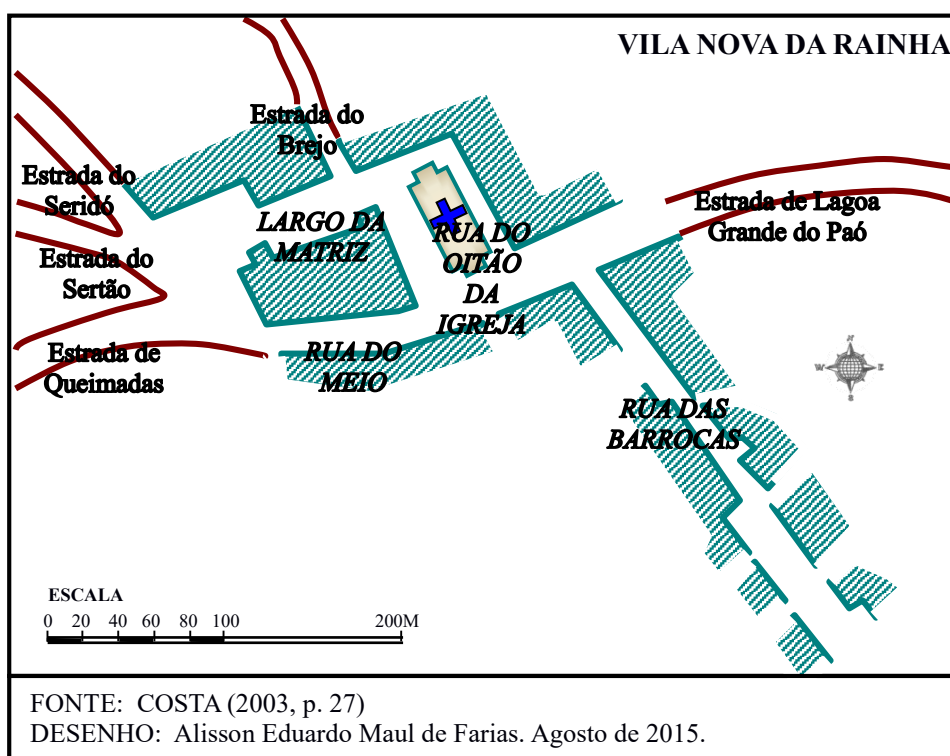 VILA NOVA DA RAINHA
Estrada do
Brejo
Estrada do
Seridó
LARGO DA
MATRIZ
RUA DO
OITÃO
DA
IGREJA
Estrada de Lagoa
Grande do Paó
Estrada do
Sertão
Estrada de
Queimadas
RUA DO
MEIO
N
W E
S
RUA DAS
BARROCAS
ESCALA
0 20 40 60 80 100 200M
FONTE: COSTA (2003, p. 27)
DESENHO: Alisson Eduardo Maul de Farias. Agosto de 2015.